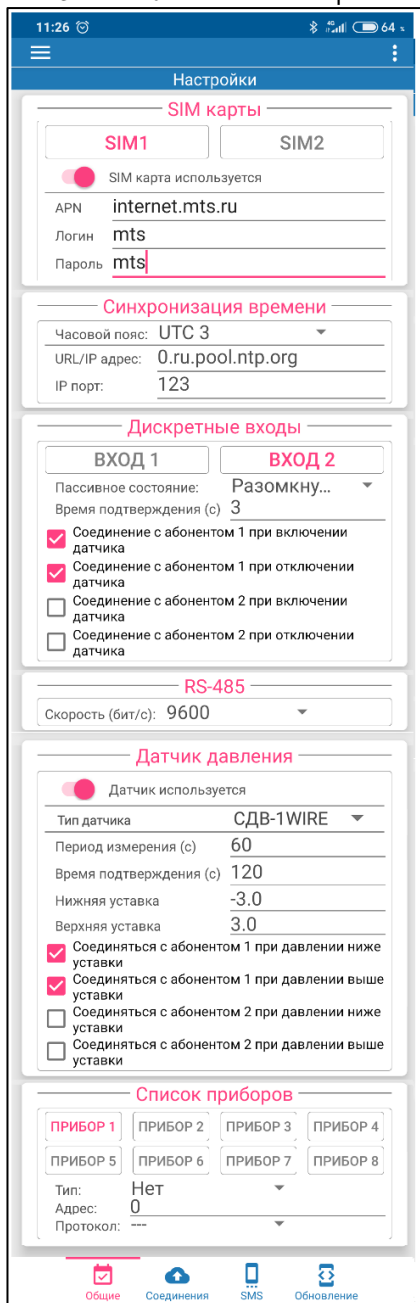 11:26
4G
64 %
Настройки
SIM карты
SIM1 SIM2
SIM карта используется
APN internet.mts.ru
Логин mts
Пароль mts
Синхронизация времени
Часовой пояс: UTC 3
URL/IP адрес: 0.ru.pool.ntp.org
IP порт: 123
Дискретные входы
ВХОД 1 ВХОД 2
Пассивное состояние: Разомкну...
Время подтверждения (с) 3
Соединение с абонентом 1 при включении
датчика
Соединение с абонентом 1 при отключении
датчика
Соединение с абонентом 2 при включении
датчика
Соединение с абонентом 2 при отключении
датчика
RS-485
Скорость (бит/с): 9600
Датчик давления
Датчик используется
Тип датчика СДВ-1WIRE
Период измерения (с) 60
Время подтверждения (с) 120
Нижняя уставка -3.0
Верхняя уставка 3.0
Соединяться с абонентом 1 при давлении ниже
уставки
Соединяться с абонентом 1 при давлении выше
уставки
Соединяться с абонентом 2 при давлении ниже
уставки
Соединяться с абонентом 2 при давлении выше
уставки
Список приборов
ПРИБОР 1 ПРИБОР 2 ПРИБОР 3 ПРИБОР 4
ПРИБОР 5 ПРИБОР 6 ПРИБОР 7 ПРИБОР 8
Тип: Нет
Адрес: 0
Протокол: ---
Общие Соединения SMS Обновление